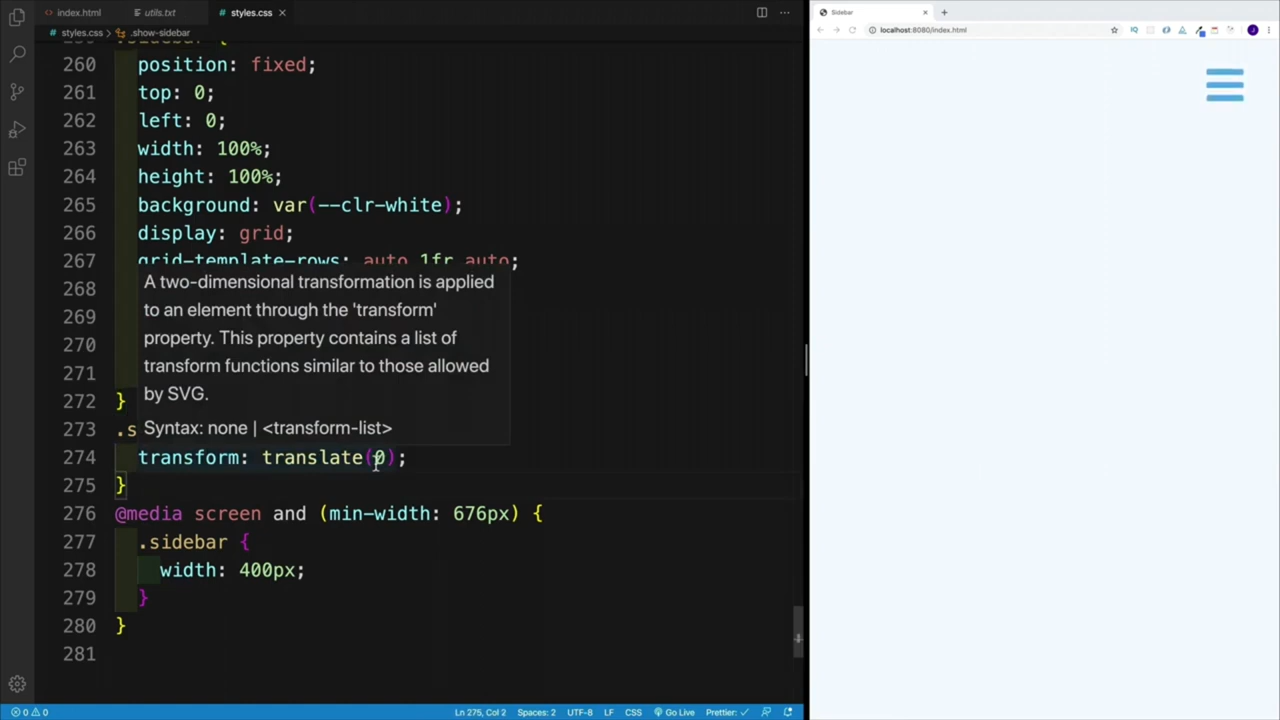 index.html
utils.txt
styles.css
Sidebar
styles.css > .show-sidebar
localhost:8080/index.html
260 position: fixed;
261 top: 0;
262 left: 0;
263 width: 100%;
264 height: 100%;
265 background: var(--clr-white);
266 display: grid;
267 grid-template-rows: auto 1fr auto;
268
269
270
271
A two-dimensional transformation is applied
to an element through the 'transform'
property. This property contains a list of
transform functions similar to those allowed
by SVG.
Syntax: none | <transform-list>
272 }
273 .s
274 transform: translate(0);
275 }
276 @media screen and (min-width: 676px) {
277 .sidebar {
278 width: 400px;
279 }
280 }
281
0 0 Ln 275, Col 2 Spaces: 2 UTF-8 LF CSS Go Live Prettier: ✓